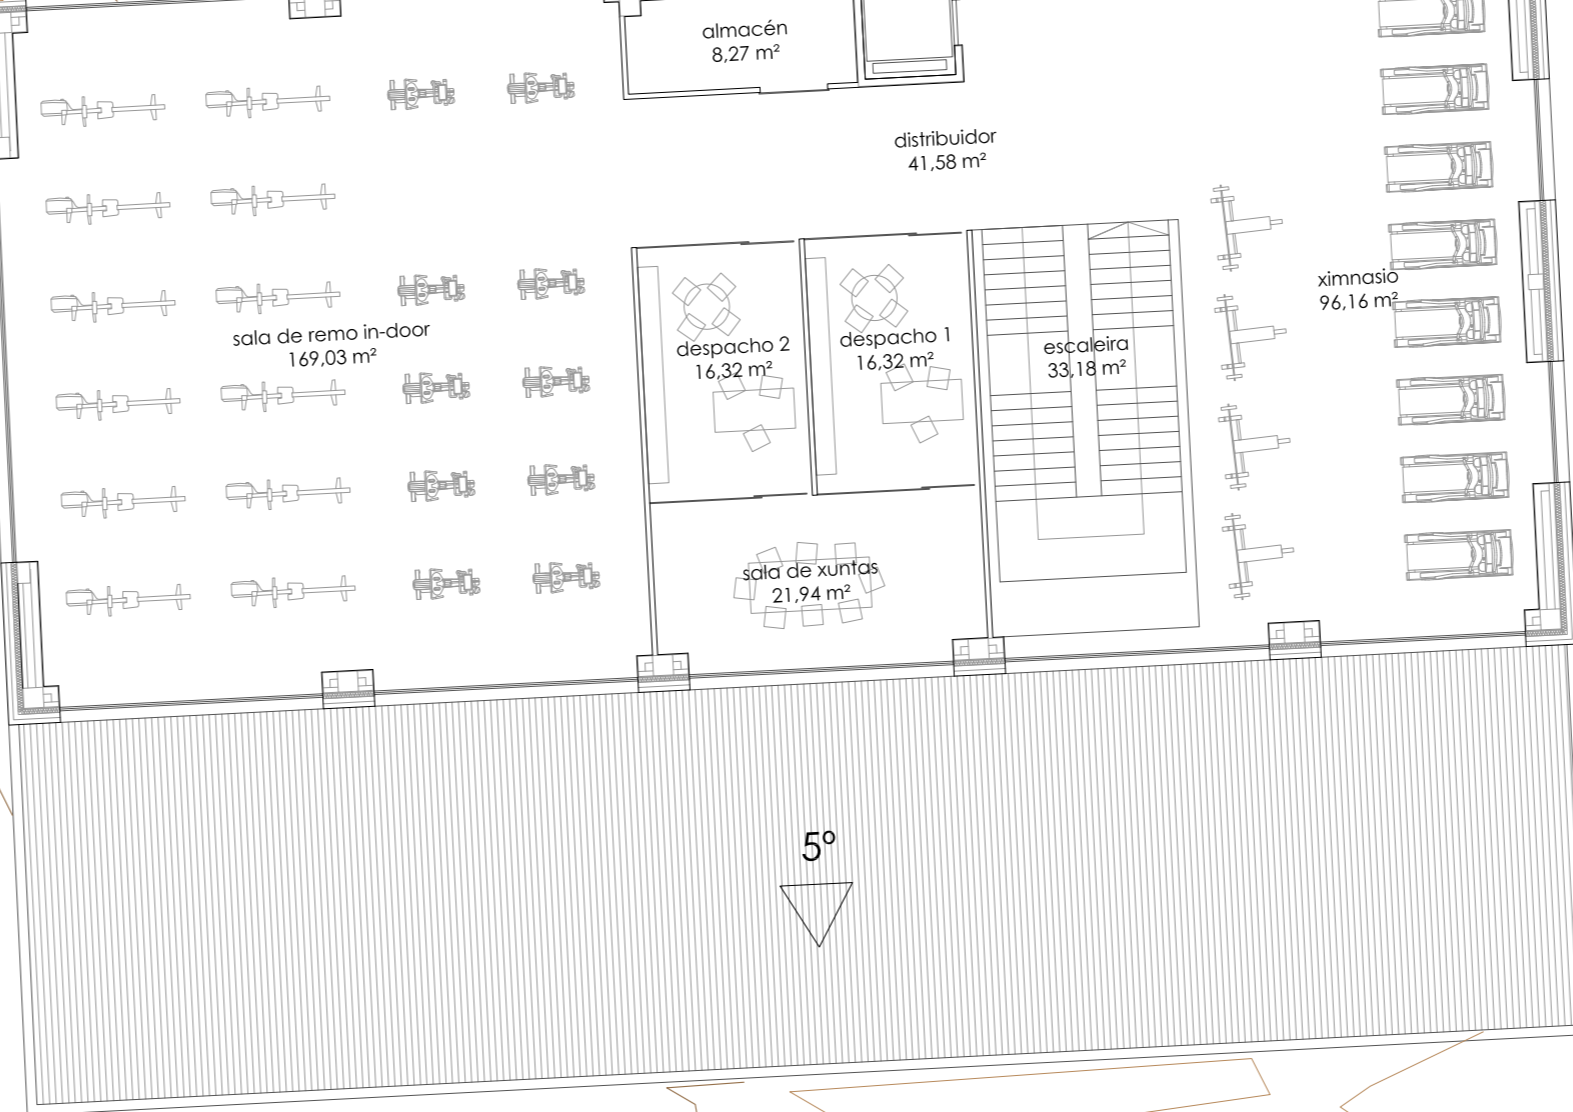 almacén
8,27 m²
distribuidor
41,58 m²
ximnasio
96,16 m²
sala de remo in-door
169,03 m²
despacho 2
16,32 m²
despacho 1
16,32 m²
escaleira
33,18 m²
sala de xuntas
21,94 m²
5º